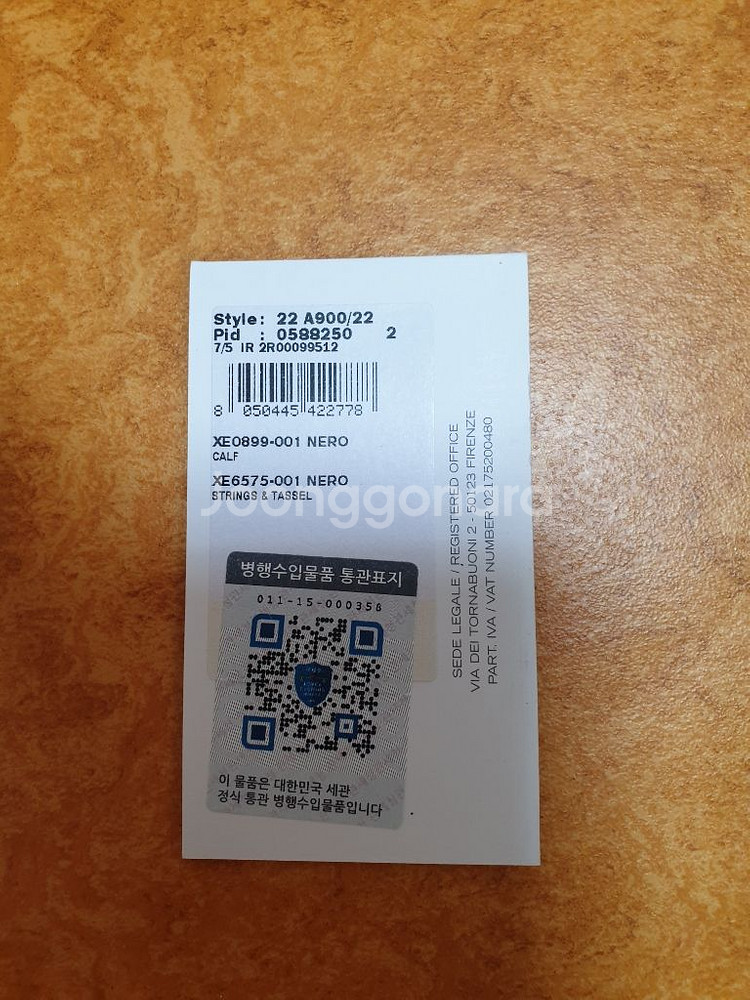 Style: 22 A900/22
Pid : 0588250 2
7/5 IR 2R00099512
8 050445 422778
XE0899-001 NERO
CALF
XE6575-001 NERO
STRINGS & TASSEL
Joonggonara
병행수입물품 통관표지
011-15-000358
이 물품은 대한민국 세관
정식 통관 병행수입물품입니다
SEDE LEGALE / REGISTERED OFFICE
VIA DEI TORNABUONI 2 - 50123 FIRENZE
PART. IVA / VAT NUMBER 02175200480